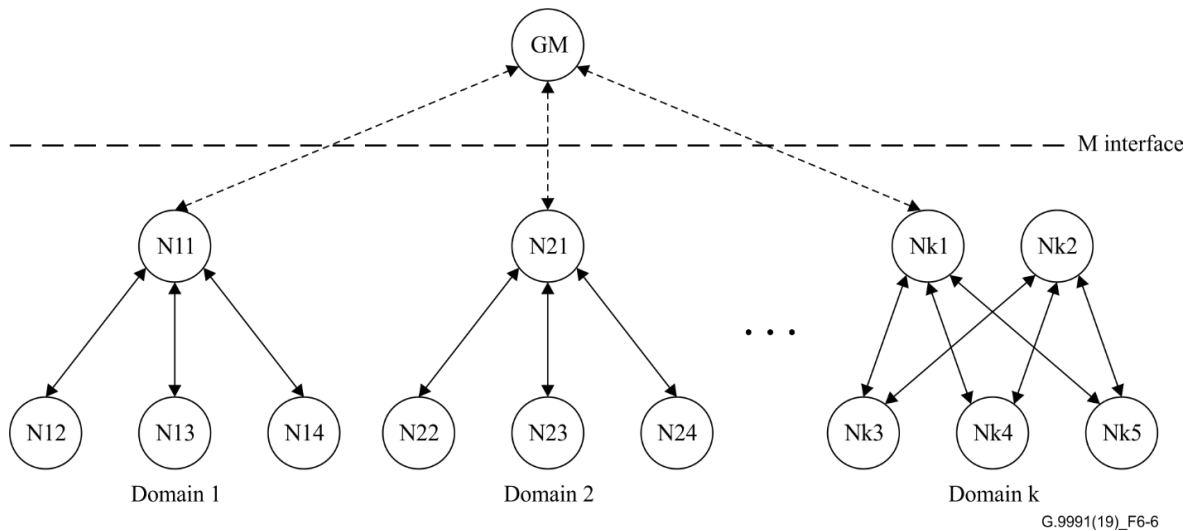 GM
M interface
N11
N21
Nk1
Nk2
. . .
N12
N13
N14
N22
N23
N24
Nk3
Nk4
Nk5
Domain 1
Domain 2
Domain k
G.9991(19)_F6-6